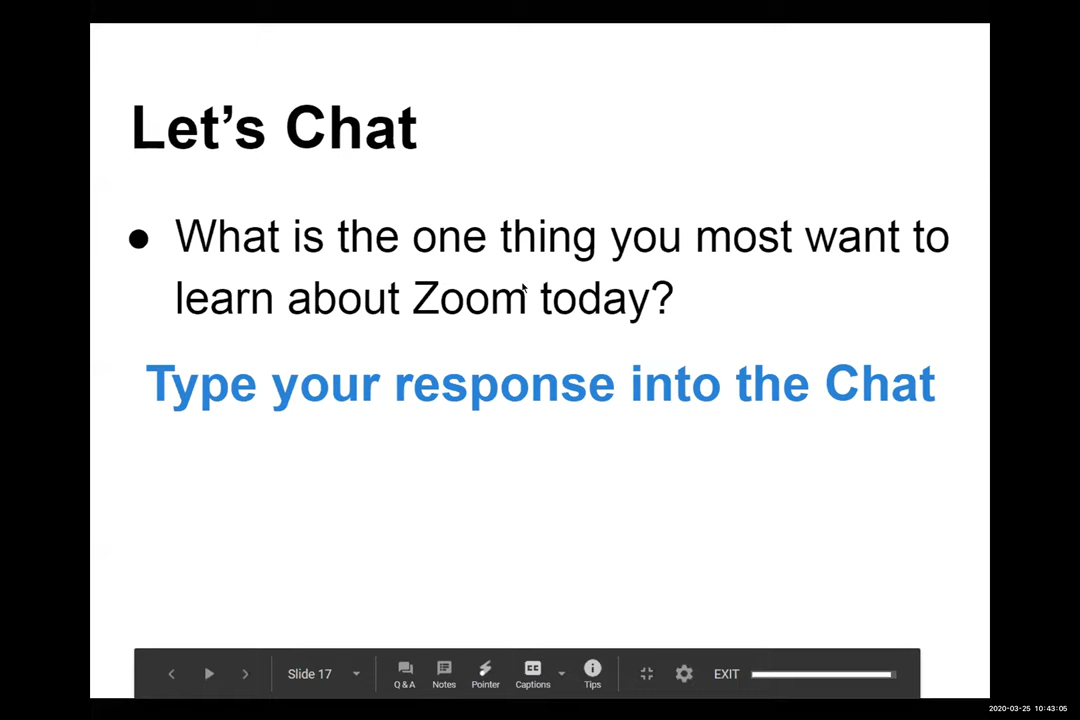 Let’s Chat
● What is the one thing you most want to
learn about Zoom today?
Type your response into the Chat
Slide 17
Q & A
Notes
Pointer
Captions
Tips
EXIT
2020-03-25 10:43:05